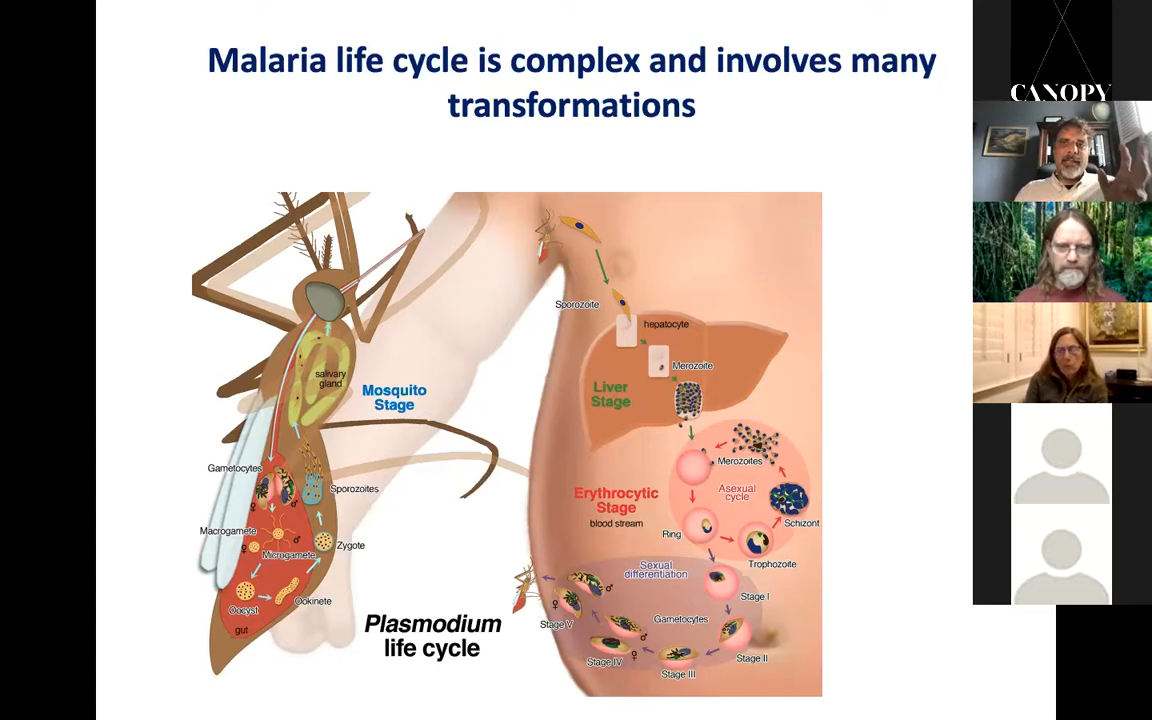 Malaria life cycle is complex and involves many
transformations
CANOPY
Sporozoite
hepatocyte
Merozoite
Liver
Stage
salivary
gland
Mosquito
Stage
Gametocytes
Sporozoites
Macrogamete
Microgamete
Zygote
Oocyst
Ookinete
gut
Merozoites
Asexual
cycle
Erythrocytic
Stage
blood stream
Schizont
Ring
Trophozoite
Sexual
differentiation
Stage I
Gametocytes
Stage V
Stage IV
Stage III
Stage II
Plasmodium
life cycle